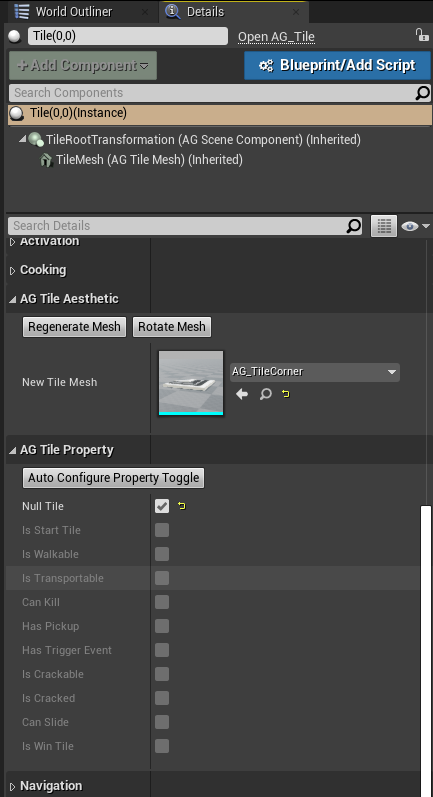 World Outliner
Details
Tile(0,0)
Open AG_Tile
+ Add Component
Blueprint/Add Script
Search Components
Tile(0,0)(Instance)
TileRootTransformation (AG Scene Component) (Inherited)
TileMesh (AG Tile Mesh) (Inherited)
Search Details
Activation
Cooking
AG Tile Aesthetic
Regenerate Mesh
Rotate Mesh
New Tile Mesh
AG_TileCorner
AG Tile Property
Auto Configure Property Toggle
Null Tile
Is Start Tile
Is Walkable
Is Transportable
Can Kill
Has Pickup
Has Trigger Event
Is Crackable
Is Cracked
Can Slide
Is Win Tile
Navigation